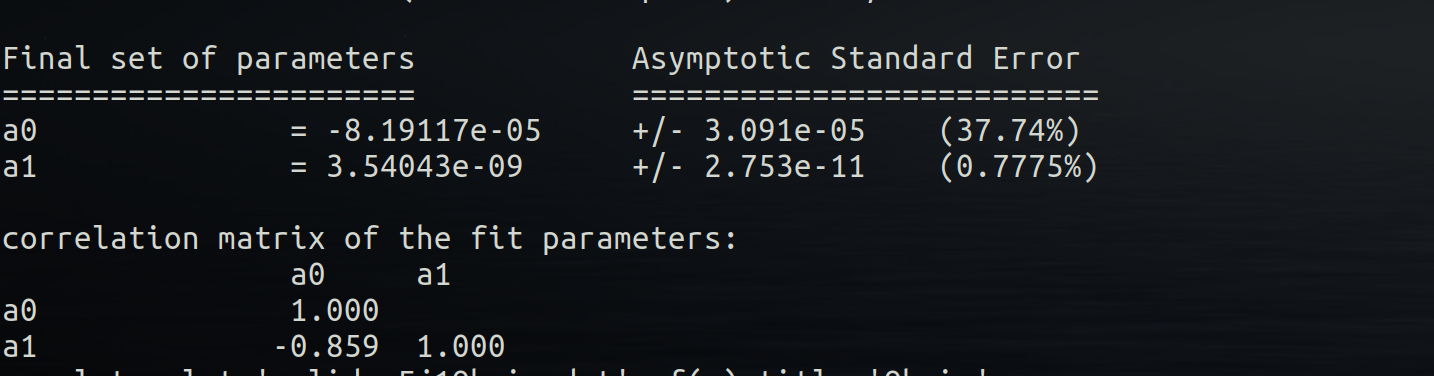 Final set of parameters Asymptotic Standard Error
======================= ==========================
a0 = -8.19117e-05 +/- 3.091e-05 (37.74%)
a1 = 3.54043e-09 +/- 2.753e-11 (0.7775%)
correlation matrix of the fit parameters:
a0 a1
a0 1.000
a1 -0.859 1.000